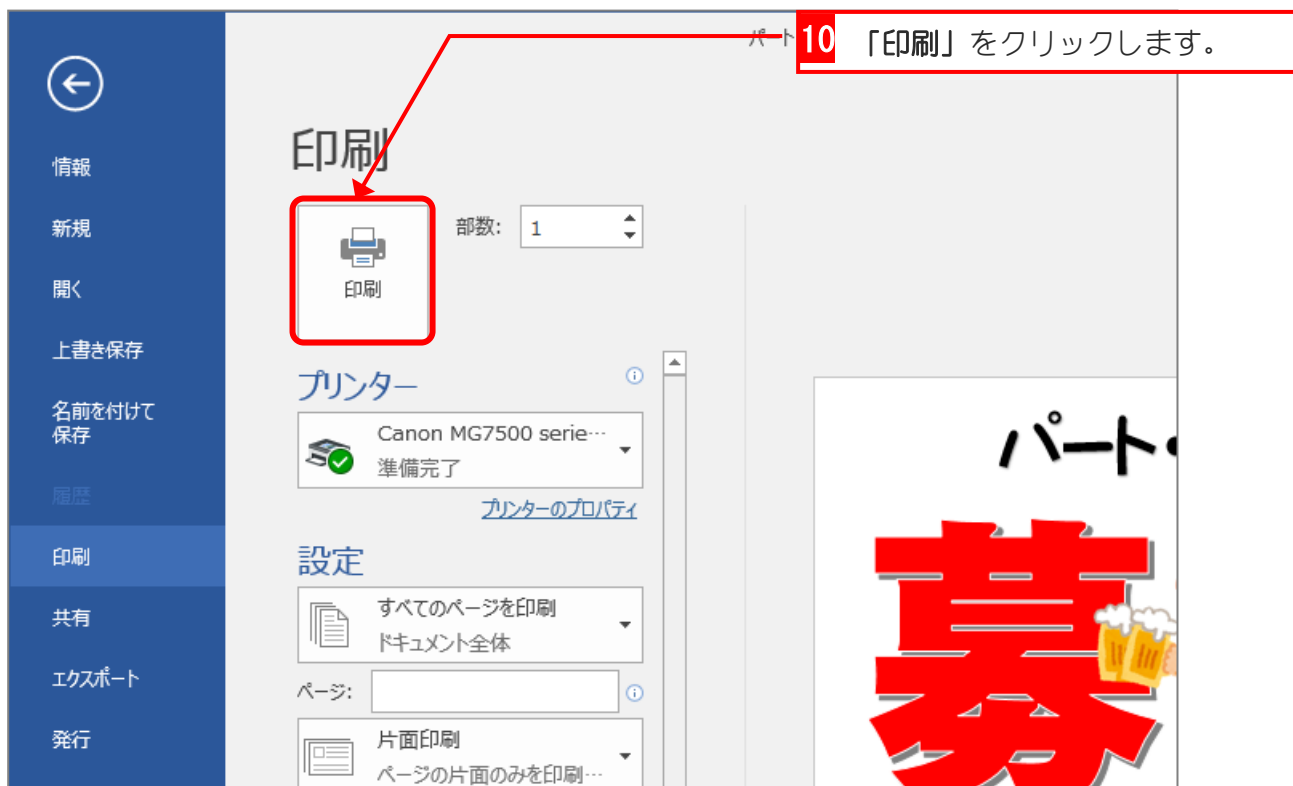 パート
10 「印刷」をクリックします。
印刷
情報
新規
開く
上書き保存
名前を付けて
保存
履歴
印刷
共有
エクスポート
発行
印刷
部数: 1
プリンター
Canon MG7500 serie…
準備完了
プリンターのプロパティ
設定
すべてのページを印刷
ドキュメント全体
ページ:
片面印刷
ページの片面のみを印刷…
パート・
募